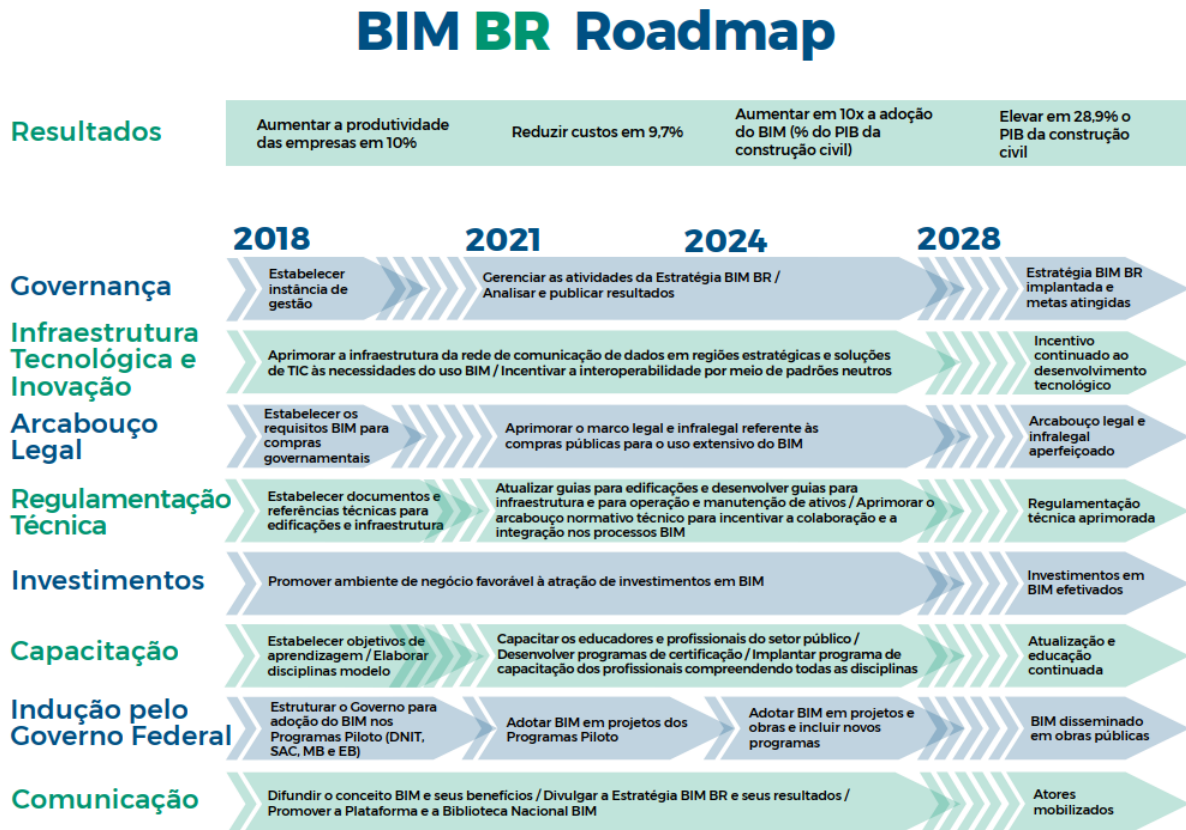 BIM BR Roadmap
Resultados
Aumentar a produtividade
das empresas em 10%
Reduzir custos em 9,7%
Aumentar em 10x a adoção
do BIM (% do PIB da
construção civil)
Elevar em 28,9% o
PIB da construção
civil
2018
2021
2024
2028
Governança
Estabelecer
instância de
gestão
Gerenciar as atividades da Estratégia BIM BR /
Analisar e publicar resultados
Estratégia BIM BR
implantada e
metas atingidas
Infraestrutura
Tecnológica e
Inovação
Aprimorar a infraestrutura da rede de comunicação de dados em regiões estratégicas e soluções
de TIC às necessidades do uso BIM / Incentivar a interoperabilidade por meio de padrões neutros
Incentivo
continuado ao
desenvolvimento
tecnológico
Arcabouço
Legal
Estabelecer os
requisitos BIM para
compras
governamentais
Aprimorar o marco legal e infralegal referente às
compras públicas para o uso extensivo do BIM
Arcabouço legal e
infralegal
aperfeiçoado
Regulamentação
Técnica
Estabelecer documentos e
referências técnicas para
edificações e infraestrutura
Atualizar guias para edificações e desenvolver guias para
infraestrutura e para operação e manutenção de ativos / Aprimorar o
arcabouço normativo técnico para incentivar a colaboração e a
integração nos processos BIM
Regulamentação
técnica aprimorada
Investimentos
Promover ambiente de negócio favorável à atração de investimentos em BIM
Investimentos em
BIM efetivados
Capacitação
Estabelecer objetivos de
aprendizagem / Elaborar
disciplinas modelo
Capacitar os educadores e profissionais do setor público /
Desenvolver programas de certificação / Implantar programa de
capacitação dos profissionais compreendendo todas as disciplinas
Atualização e
educação
continuada
Indução pelo
Governo Federal
Estruturar o Governo para
adoção do BIM nos
Programas Piloto (DNIT,
SAC, MB e EB)
Adotar BIM em projetos dos
Programas Piloto
Adotar BIM em projetos e
obras e incluir novos
programas
BIM disseminado
em obras públicas
Comunicação
Difundir o conceito BIM e seus benefícios / Divulgar a Estratégia BIM BR e seus resultados /
Promover a Plataforma e a Biblioteca Nacional BIM
Atores
mobilizados